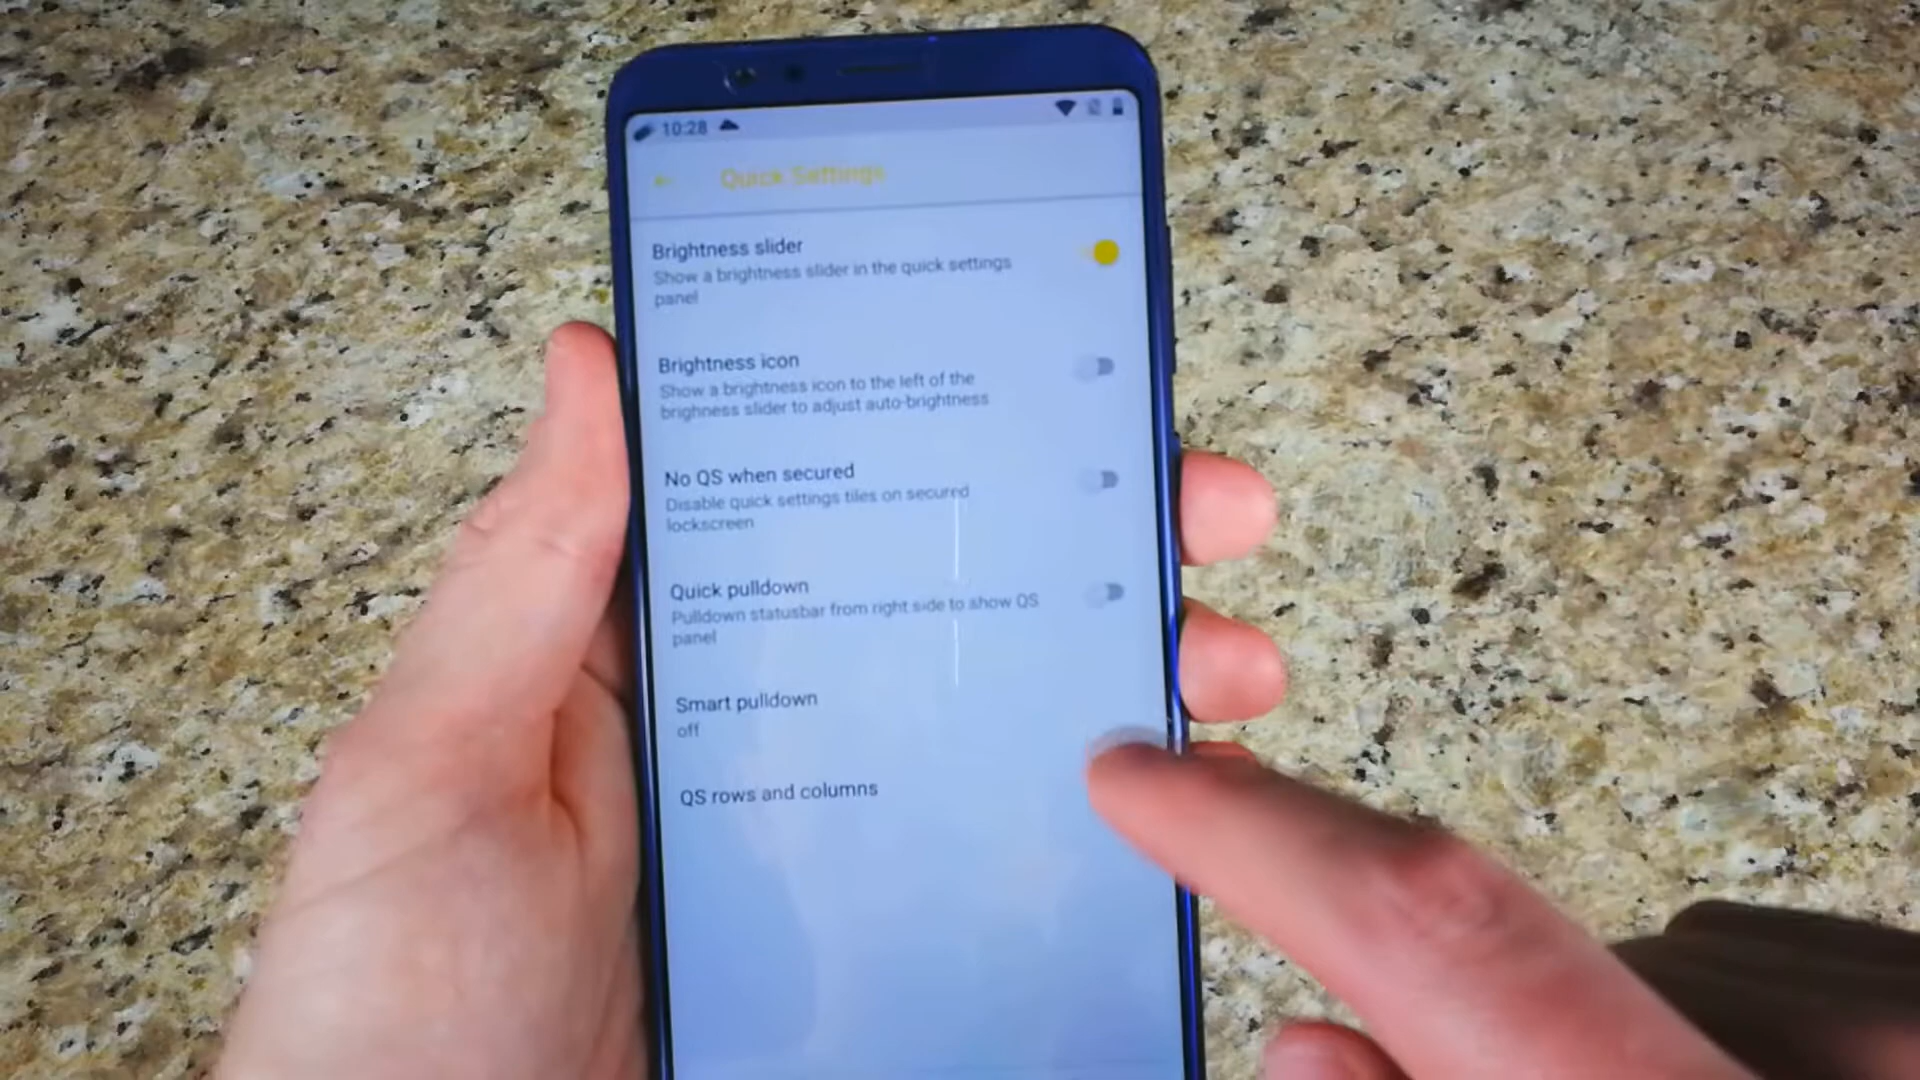 10:28
Quick Settings
Brightness slider
Show a brightness slider in the quick settings
panel
Brightness icon
Show a brightness icon to the left of the
brighness slider to adjust auto-brightness
No QS when secured
Disable quick settings tiles on secured
lockscreen
Quick pulldown
Pulldown statusbar from right side to show QS
panel
Smart pulldown
off
QS rows and columns